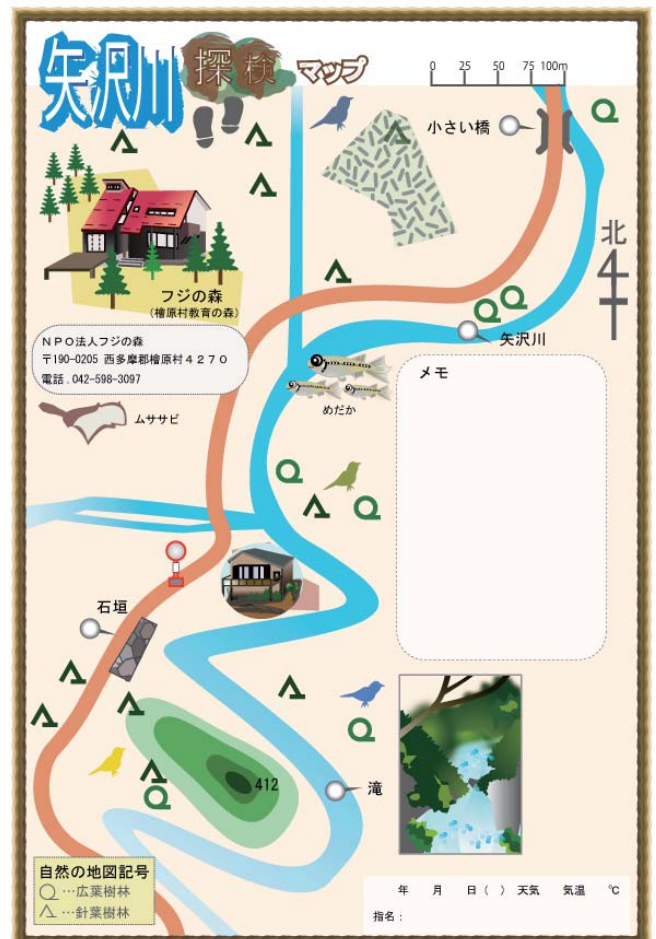 矢沢川探検マップ
0 25 50 75 100m
小さい橋
北
フジの森
(檜原村教育の森)
NPO法人フジの森
〒190-0205 西多摩郡檜原村4270
電話.042-598-3097
矢沢川
メモ
めだか
ムササビ
石垣
412
滝
自然の地図記号
…広葉樹林
…針葉樹林
年 月 日( ) 天気 気温 ℃
指名: